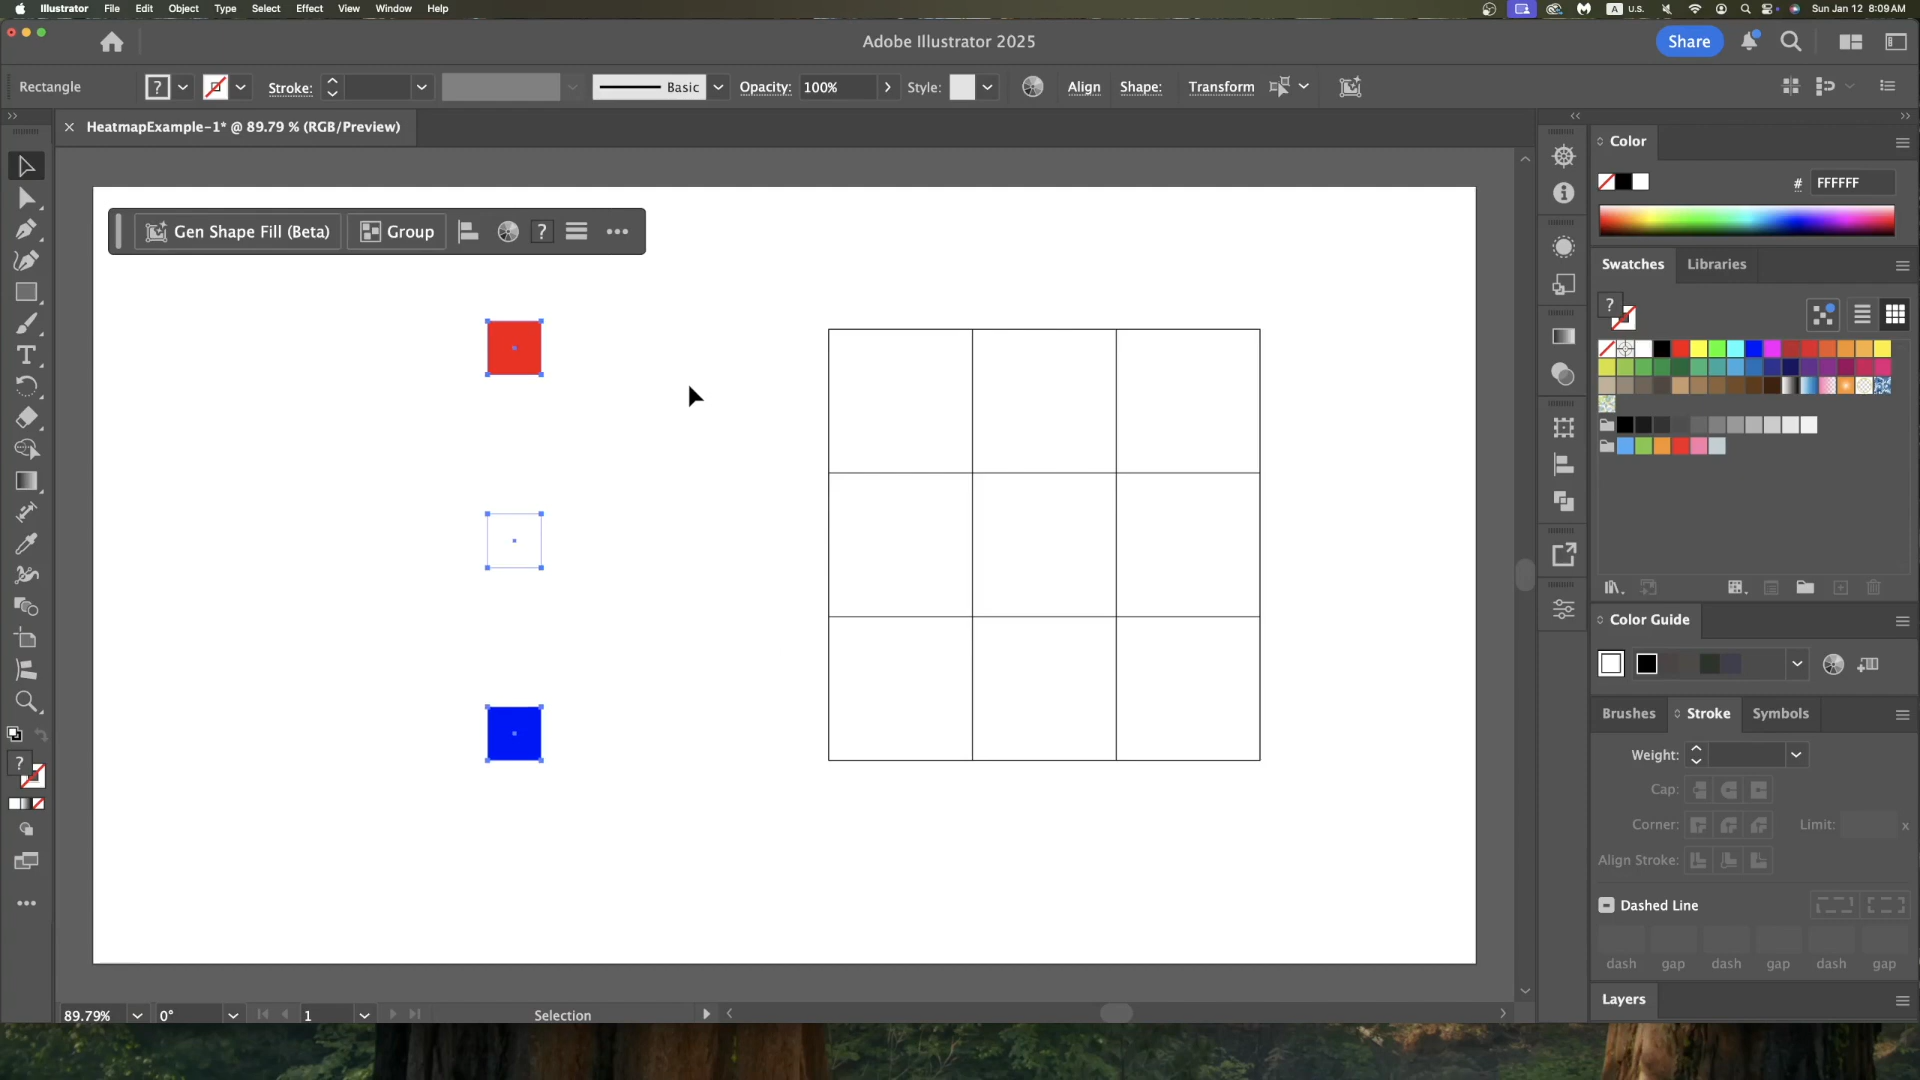 Illustrator File Edit Object Type Select Effect View Window Help
A U.S. Sun Jan 12 8:09 AM
Adobe Illustrator 2025
Share
Rectangle ? Stroke: Basic Opacity: 100% Style: Align Shape: Transform
HeatmapExample-1* @ 89.79 % (RGB/Preview)
Color
# FFFFFF
Gen Shape Fill (Beta) Group ?
Swatches Libraries
?
Color Guide
Brushes Stroke Symbols
Weight:
?
Cap:
Corner: Limit: x
Align Stroke:
Dashed Line
dash gap dash gap dash gap
Layers
89.79% 0° 1 Selection